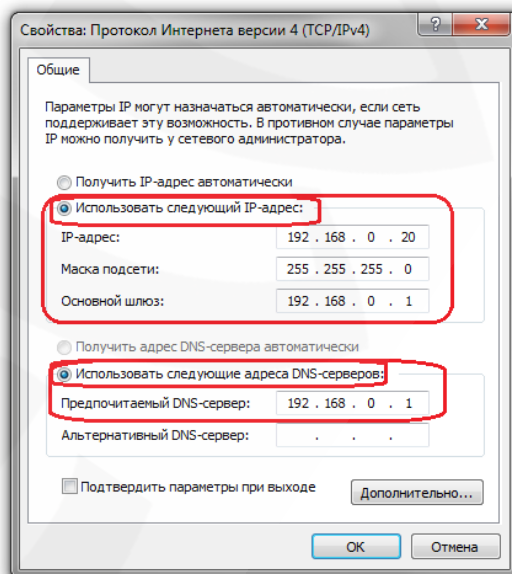 Свойства: Протокол Интернета версии 4 (TCP/IPv4)
?
X
Общие
Параметры IP могут назначаться автоматически, если сеть
поддерживает эту возможность. В противном случае параметры
IP можно получить у сетевого администратора.
Получить IP-адрес автоматически
Использовать следующий IP-адрес:
IP-адрес: 192 . 168 . 0 . 20
Маска подсети: 255 . 255 . 255 . 0
Основной шлюз: 192 . 168 . 0 . 1
Получить адрес DNS-сервера автоматически
Использовать следующие адреса DNS-серверов:
Предпочитаемый DNS-сервер: 192 . 168 . 0 . 1
Альтернативный DNS-сервер: . . .
Подтвердить параметры при выходе
Дополнительно...
OK
Отмена